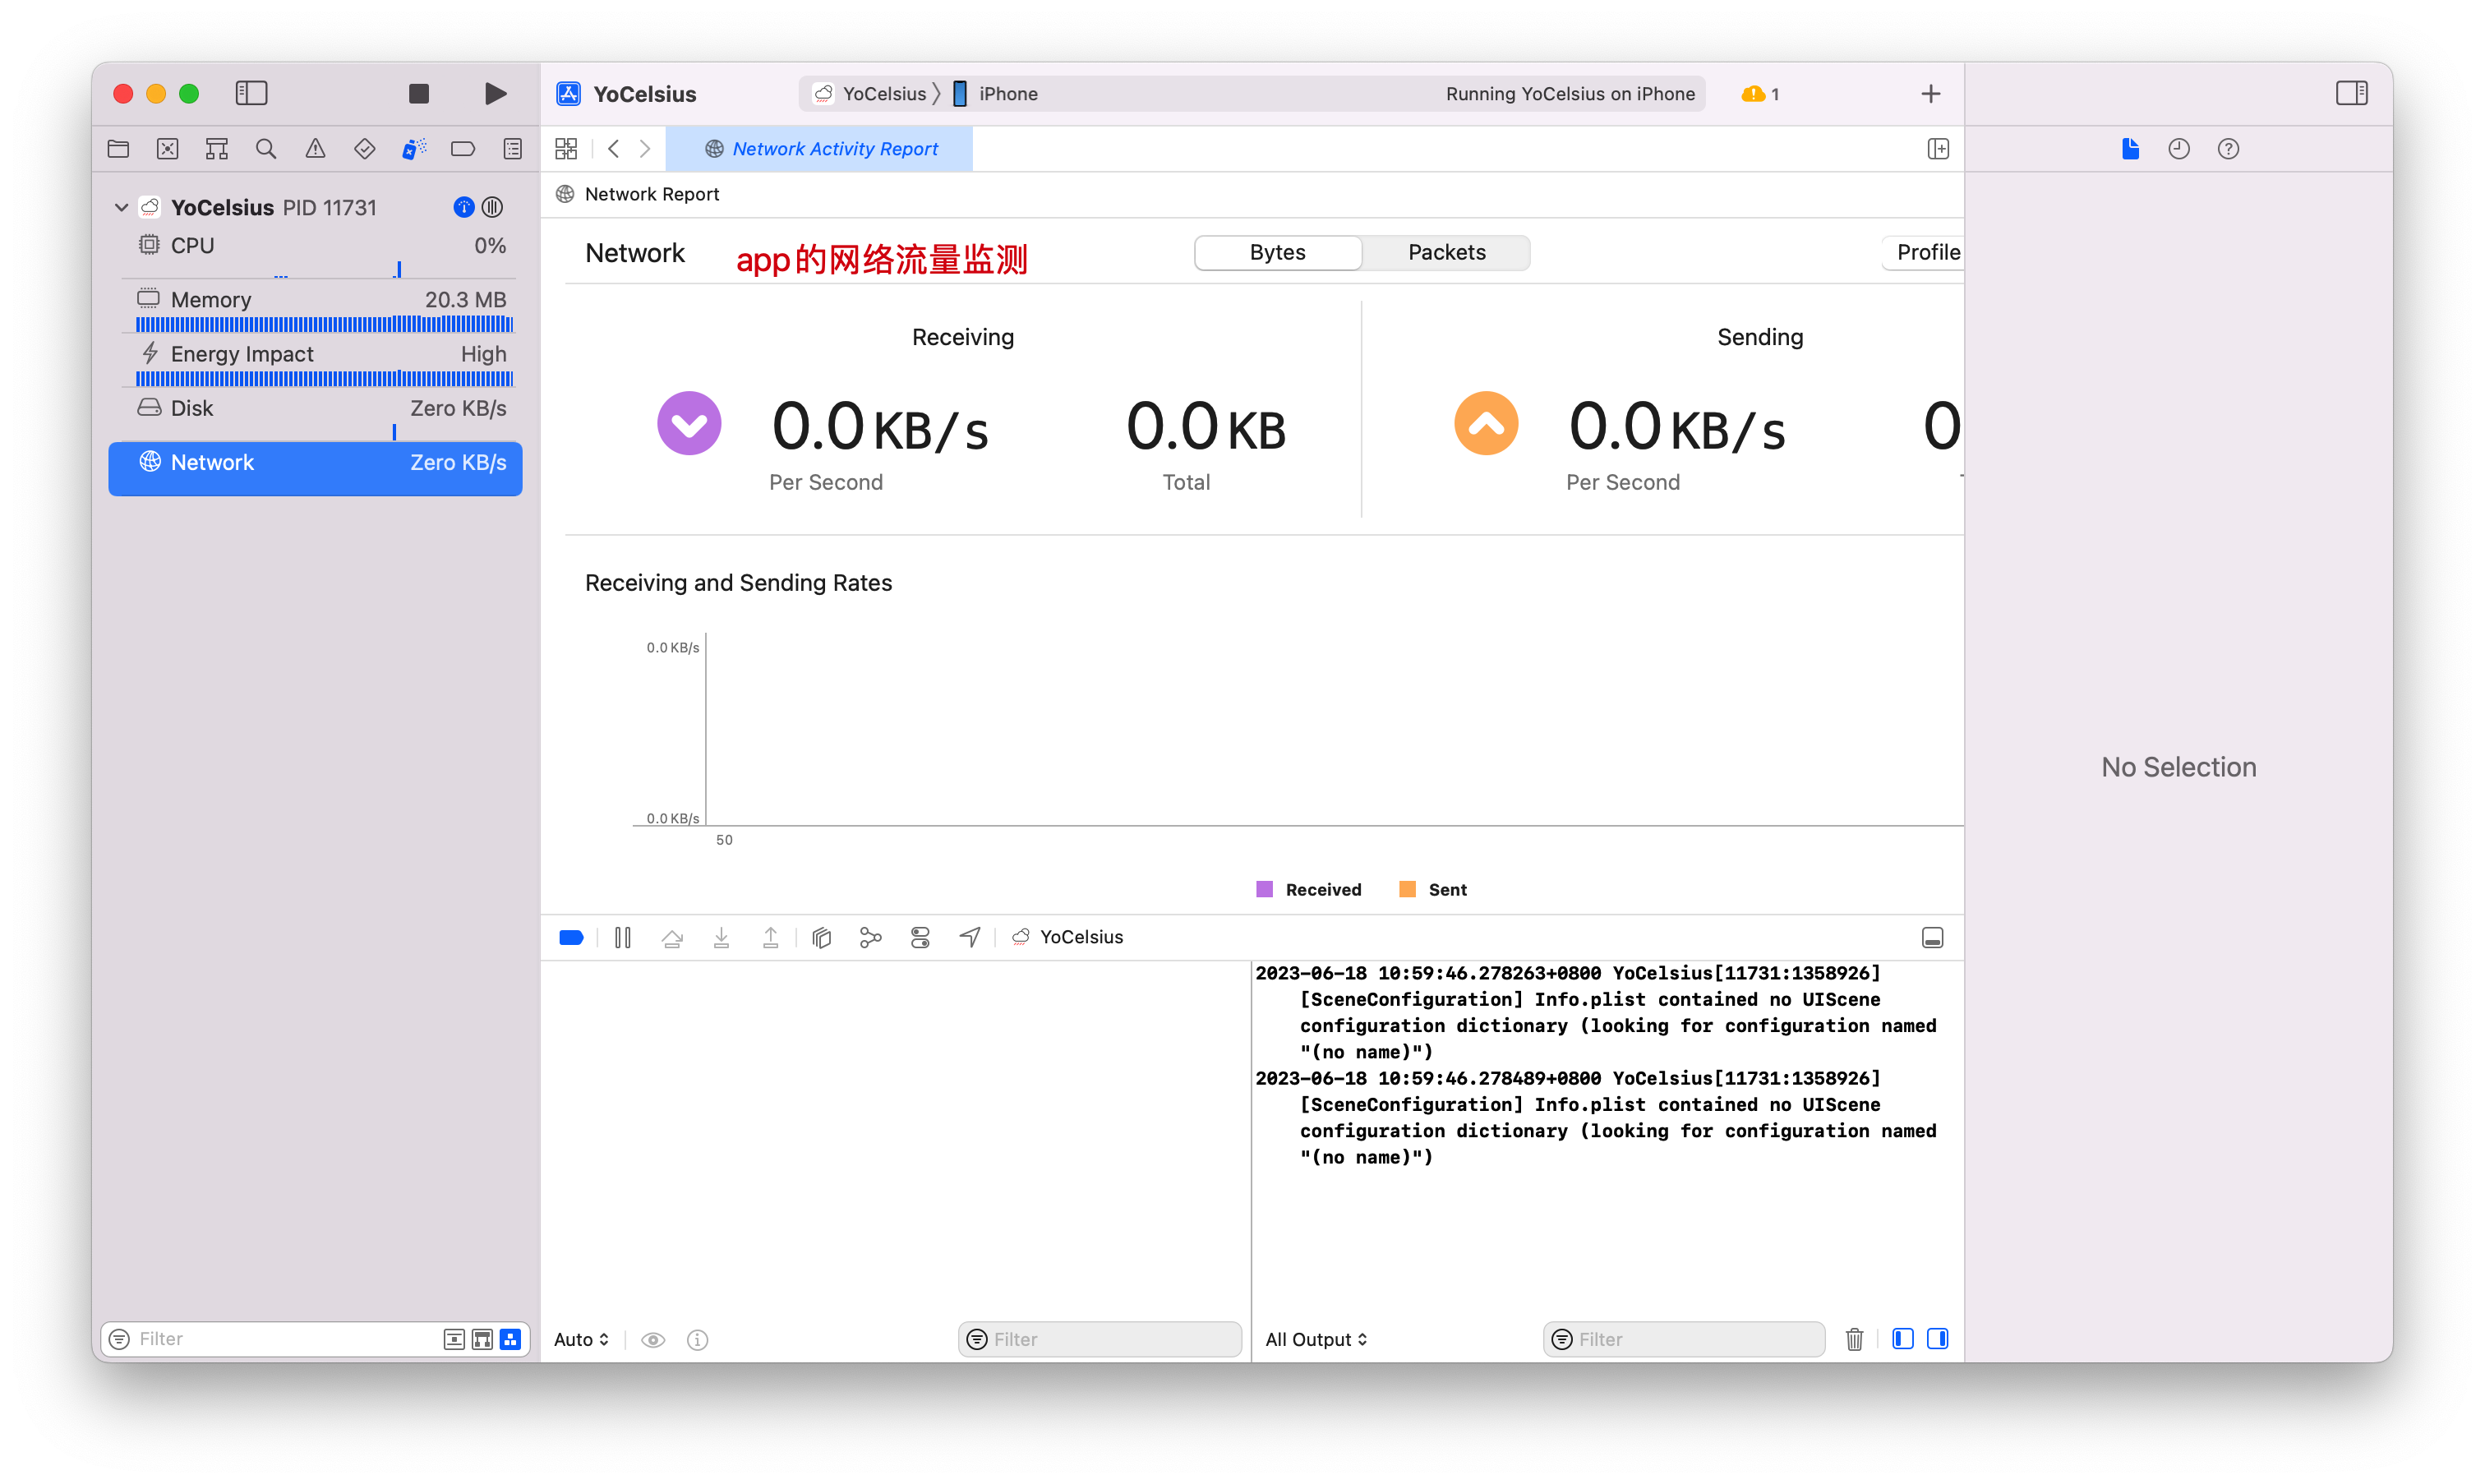 YoCelsius
YoCelsius
iPhone
Running YoCelsius on iPhone
1
Network Activity Report
YoCelsius PID 11731
CPU 0%
Memory 20.3 MB
Energy Impact High
Disk Zero KB/s
Network Zero KB/s
Filter
Network Report
Network
app的网络流量监测
Bytes
Packets
Profile
Receiving
0.0 KB/s
Per Second
0.0 KB
Total
Sending
0.0 KB/s
Per Second
0
Receiving and Sending Rates
0.0 KB/s
0.0 KB/s
50
Received
Sent
YoCelsius
2023-06-18 10:59:46.278263+0800 YoCelsius[11731:1358926]
[SceneConfiguration] Info.plist contained no UIScene
configuration dictionary (looking for configuration named
"(no name)")
2023-06-18 10:59:46.278489+0800 YoCelsius[11731:1358926]
[SceneConfiguration] Info.plist contained no UIScene
configuration dictionary (looking for configuration named
"(no name)")
Auto
Filter
All Output
Filter
No Selection